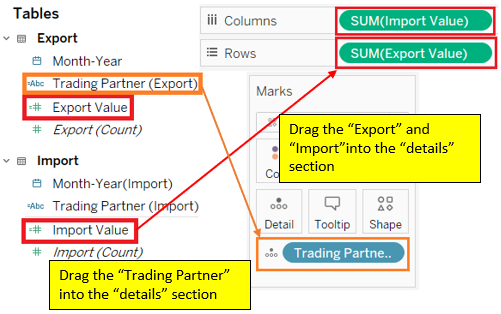 Tables
Export
Month-Year
Abc Trading Partner (Export)
Export Value
Export (Count)
Import
Month-Year(Import)
Abc Trading Partner (Import)
Import Value
Import (Count)
Drag the “Trading Partner”
into the “details” section
Columns
SUM(Import Value)
Rows
SUM(Export Value)
Marks
Co
Drag the “Export” and
“Import”into the “details”
section
Detail Tooltip Shape
Trading Partne..